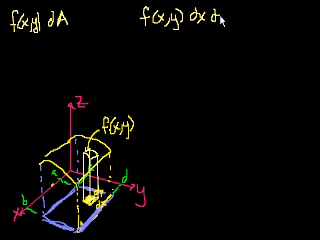 f(x,y) dA
f(x,y) dx d
z
f(x,y)
a
d
y
b
x